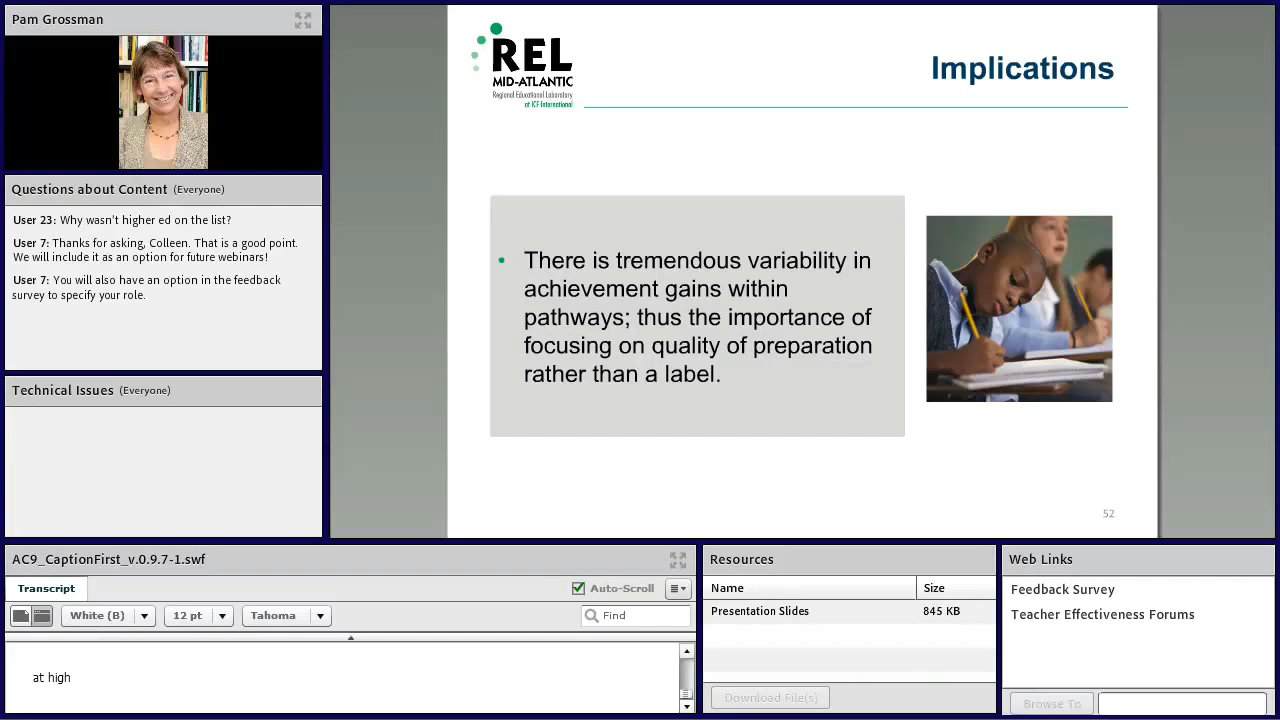 Pam Grossman
Questions about Content (Everyone)
User 23: Why wasn't higher ed on the list?
User 7: Thanks for asking, Colleen. That is a good point.
We will include it as an option for future webinars!
User 7: You will also have an option in the feedback
survey to specify your role.
Technical Issues (Everyone)
REL
MID-ATLANTIC
Regional Educational Laboratory
at ICF International
Implications
• There is tremendous variability in
achievement gains within
pathways; thus the importance of
focusing on quality of preparation
rather than a label.
52
AC9_CaptionFirst_v.0.9.7-1.swf
Transcript
Auto-Scroll
White (B)
12 pt
Tahoma
Find
at high
Resources
Name
Size
Presentation Slides
845 KB
Download File(s)
Web Links
Feedback Survey
Teacher Effectiveness Forums
Browse To